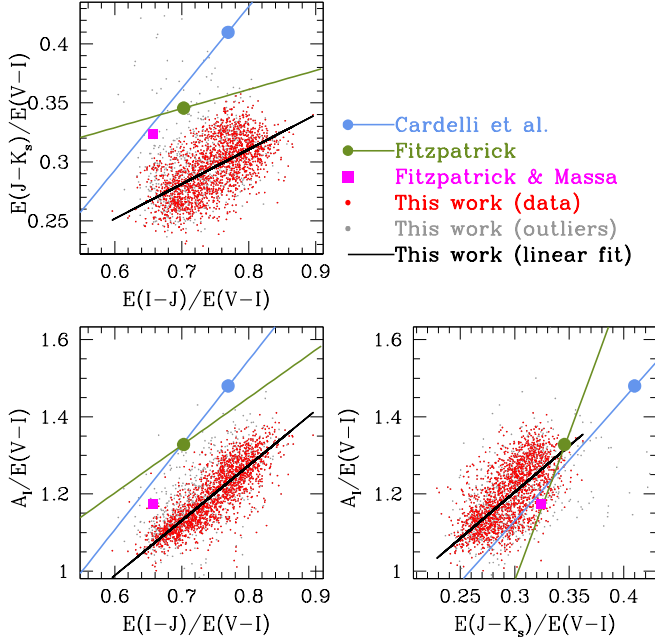 0.4
0.35
0.3
0.25
E(J−Kₛ)/E(V−I)
0.6 0.7 0.8 0.9
E(I−J)/E(V−I)
Cardelli et al.
Fitzpatrick
Fitzpatrick & Massa
This work (data)
This work (outliers)
This work (linear fit)
1.6
1.4
1.2
1
A_I/E(V−I)
0.6 0.7 0.8 0.9
E(I−J)/E(V−I)
1.6
1.4
1.2
1
A_I/E(V−I)
0.25 0.3 0.35 0.4
E(J−Kₛ)/E(V−I)